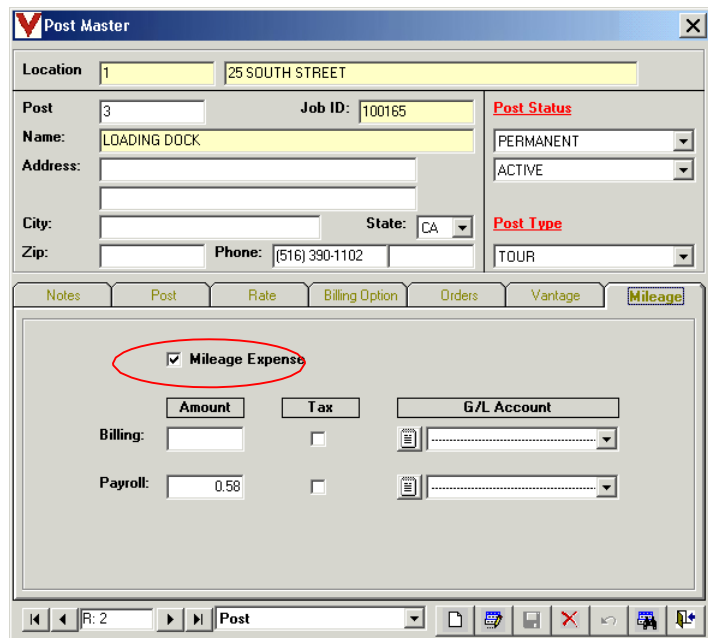 Post Master
Location 1 25 SOUTH STREET
Post 3 Job ID: 100165 Post Status
Name: LOADING DOCK PERMANENT
Address: ACTIVE
City: State: CA Post Type
Zip: Phone: (516) 390-1102 TOUR
Notes Post Rate Billing Option Orders Vantage Mileage
Mileage Expense
Amount Tax G/L Account
Billing:
Payroll: 0.58
R: 2 Post